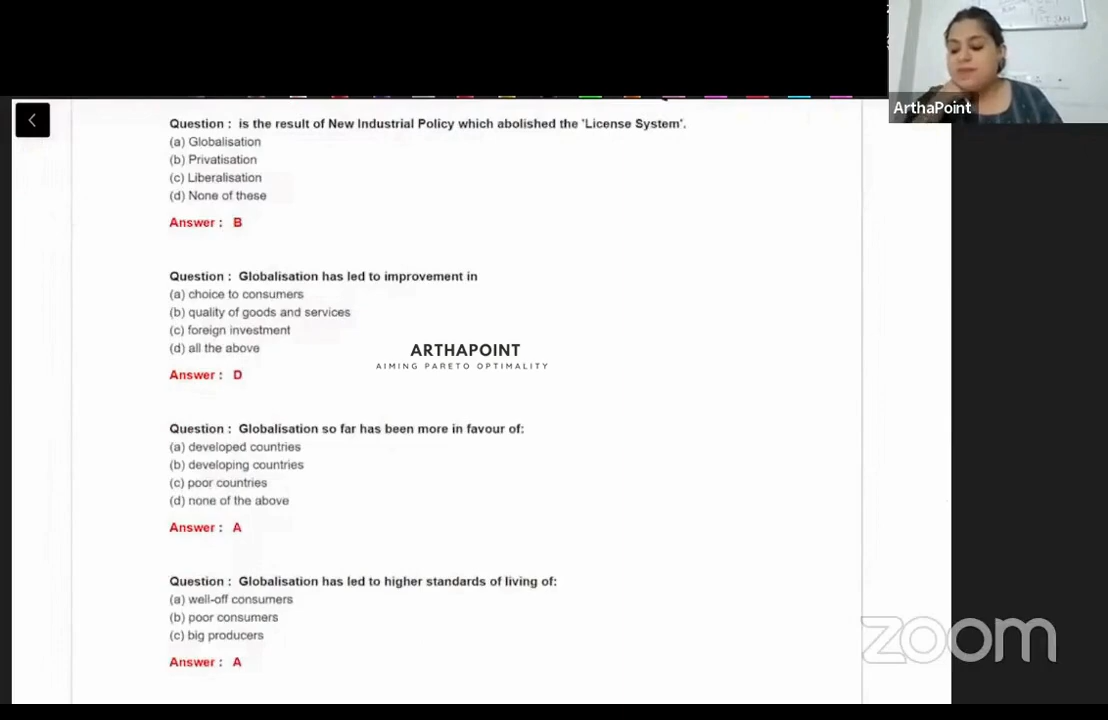 ArthaPoint
Question : is the result of New Industrial Policy which abolished the 'License System'.
(a) Globalisation
(b) Privatisation
(c) Liberalisation
(d) None of these
Answer : B
Question : Globalisation has led to improvement in
(a) choice to consumers
(b) quality of goods and services
(c) foreign investment
(d) all the above
Answer : D
ARTHAPOINT
AIMING PARETO OPTIMALITY
Question : Globalisation so far has been more in favour of:
(a) developed countries
(b) developing countries
(c) poor countries
(d) none of the above
Answer : A
Question : Globalisation has led to higher standards of living of:
(a) well-off consumers
(b) poor consumers
(c) big producers
Answer : A
zoom